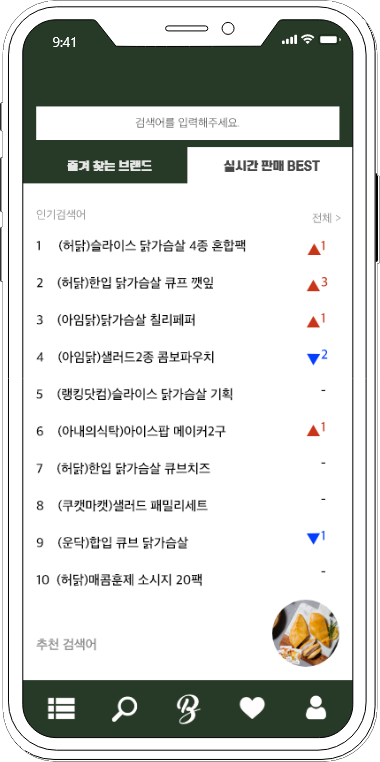 9:41
검색어를 입력해주세요.
즐겨 찾는 브랜드 실시간 판매 BEST
인기검색어 전체 >
1 (허닭)슬라이스 닭가슴살 4종 혼합팩 ▲1
2 (허닭)한입 닭가슴살 큐프 깻잎 ▲3
3 (아임닭)닭가슴살 칠리페퍼 ▲1
4 (아임닭)샐러드2종 콤보파우치 ▼2
5 (랭킹닷컴)슬라이스 닭가슴살 기획 -
6 (아내의식탁)아이스팝 메이커2구 ▲1
7 (허닭)한입 닭가슴살 큐브치즈 -
8 (쿠캣마캣)샐러드 패밀리세트 -
9 (운닥)합입 큐브 닭가슴살 ▼1
10 (허닭)매콤훈제 소시지 20팩 -
추천 검색어
B